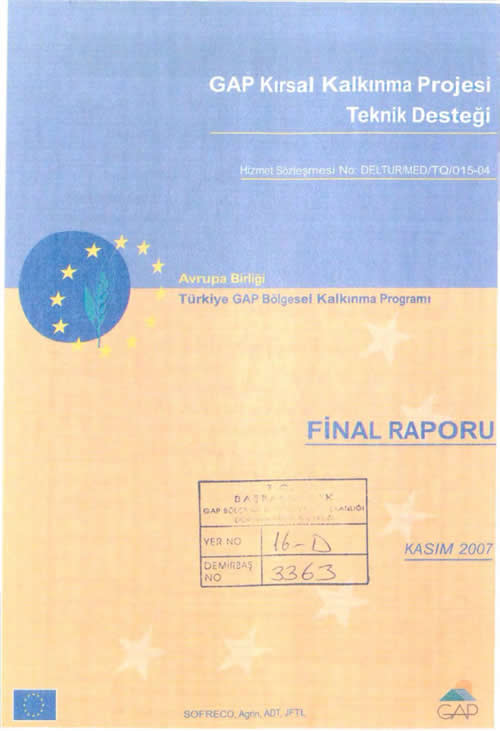 GAP Kırsal Kalkınma Projesi
Teknik Desteği
Hizmet Sözleşmesi No: DELTUR/MED/TQ/015-04
Avrupa Birliği
Türkiye GAP Bölgesel Kalkınma Programı
FİNAL RAPORU
T.C.
GAP BÖLGE
YER NO 16-D
DEMİRBAŞ
NO 3363
KASIM 2007
SOFRECO, Agrin, ADT, JFTL
GAP